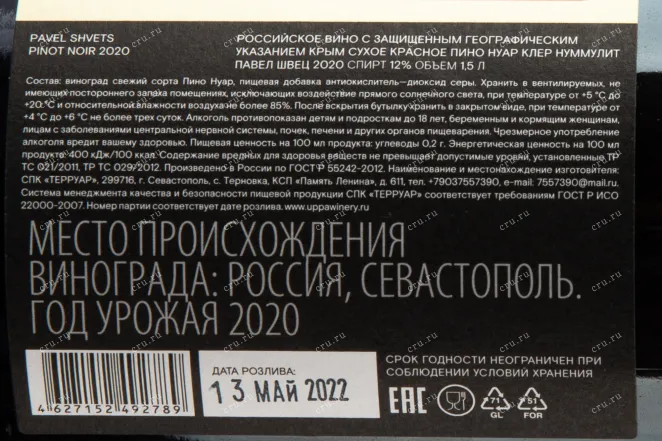 PAVEL SHVETS
PINOT NOIR 2020
РОССИЙСКОЕ ВИНО С ЗАЩИЩЕННЫМ ГЕОГРАФИЧЕСКИМ
УКАЗАНИЕМ КРЫМ СУХОЕ КРАСНОЕ ПИНО НУАР КЛЕР НУММУЛИТ
ПАВЕЛ ШВЕЦ 2020 СПИРТ 12% ОБЪЕМ 1,5 Л
Состав: виноград свежий сорта Пино Нуар, пищевая добавка антиокислитель–диоксид серы. Хранить в вентилируемых, не
имеющих постороннего запаха помещениях, исключающих воздействие прямого солнечного света, при температуре от +5 °C до
+20 °C и относительной влажности воздуха не более 85%. После вскрытия бутылку хранить в закрытом виде, при температуре от
+4 °C до +6 °C не более трех суток. Алкоголь противопоказан детям и подросткам до 18 лет, беременным и кормящим женщинам,
лицам с заболеваниями центральной нервной системы, почек, печени и других органов пищеварения. Чрезмерное употребление
алкоголя вредит вашему здоровью. Пищевая ценность на 100 мл продукта: углеводы 0,2 г. Энергетическая ценность на 100 мл
продукта: 400 кДж/100 ккал. Содержание вредных для здоровья веществ не превышает допустимые уровни, установленные ТР
ТС 021/2011, ТР ТС 029/2012. Произведено в России по ГОСТ Р 55242-2012. Наименование и местонахождение изготовителя:
СПК «ТЕРРУАР», 299716, г. Севастополь, с. Терновка, КСП «Память Ленина», д. 611, тел. +79037557390, e-mail: 7557390@mail.ru.
Система менеджмента качества и безопасности пищевой продукции СПК «ТЕРРУАР» соответствует требованиям ГОСТ Р ИСО
22000-2007. Номер партии соответствует дате розлива. www.uppawinery.ru
МЕСТО ПРОИСХОЖДЕНИЯ
ВИНОГРАДА: РОССИЯ, СЕВАСТОПОЛЬ.
ГОД УРОЖАЯ 2020
4 627152 492789
ДАТА РОЗЛИВА:
1 3 МАЙ 2022
СРОК ГОДНОСТИ НЕОГРАНИЧЕН ПРИ
СОБЛЮДЕНИИ УСЛОВИЙ ХРАНЕНИЯ
EAC
71
GL
51
FOR
cru.ru